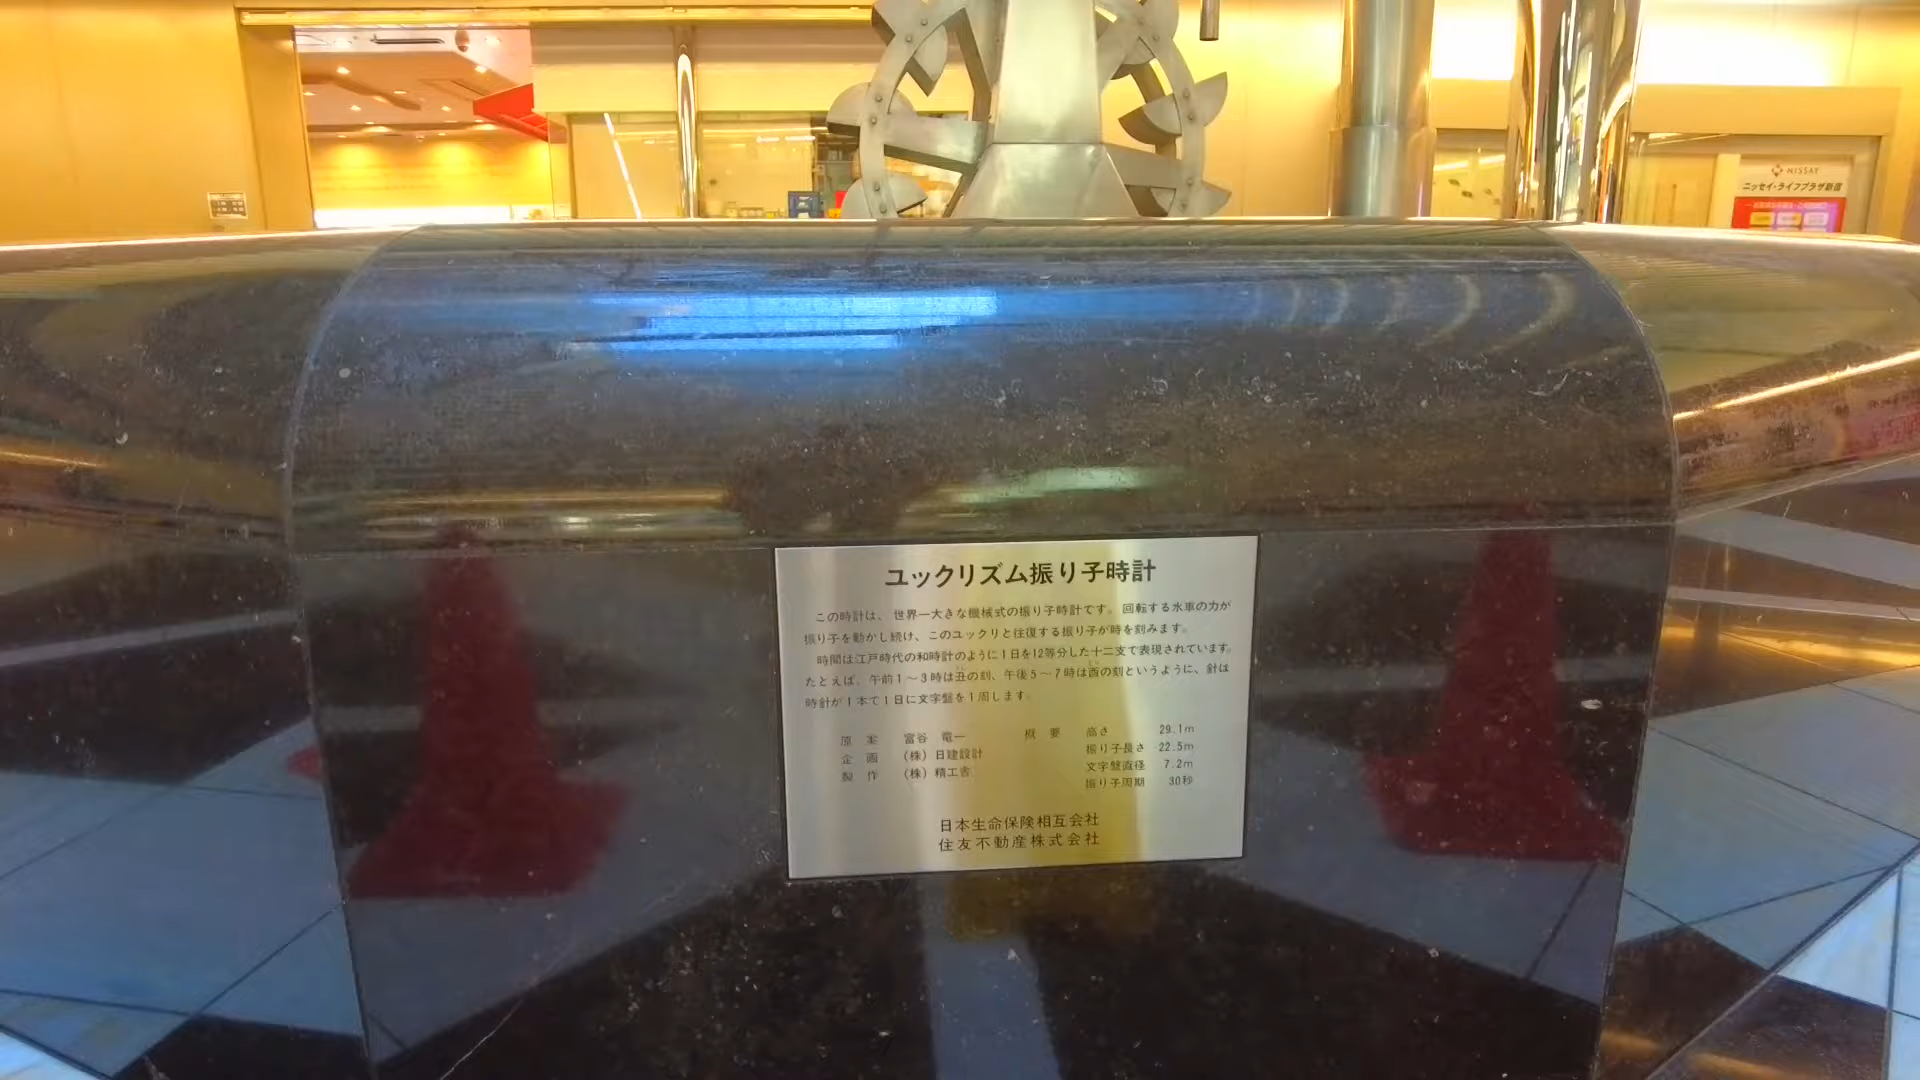 NISSAY
ニッセイ・ライフプラザ新宿
ユックリズム振り子時計
この時計は、世界一大きな機械式の振り子時計です。回転する水車の力が
振り子を動かし続け、このユックリと往復する振り子が時を刻みます。
時間は江戸時代の和時計のように1日を12等分した十二支で表現されています。
たとえば、午前1〜3時は丑の刻、午後5〜7時は酉の刻というように、針は
時針が1本で1日に文字盤を1周します。
原 案 富谷 竜一 概 要 高さ 29.1m
企 画 (株)日建設計 振り子長さ 22.5m
製 作 (株)精工舎 文字盤直径 7.2m
振り子周期 30秒
日本生命保険相互会社
住友不動産株式会社